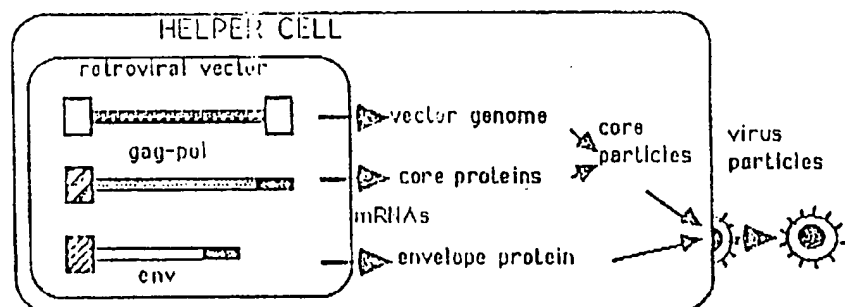 HELPER CELL
retroviral vector
vector genome
gag-pol
core
particles
virus
particles
core proteins
mRNAs
envelope protein
env